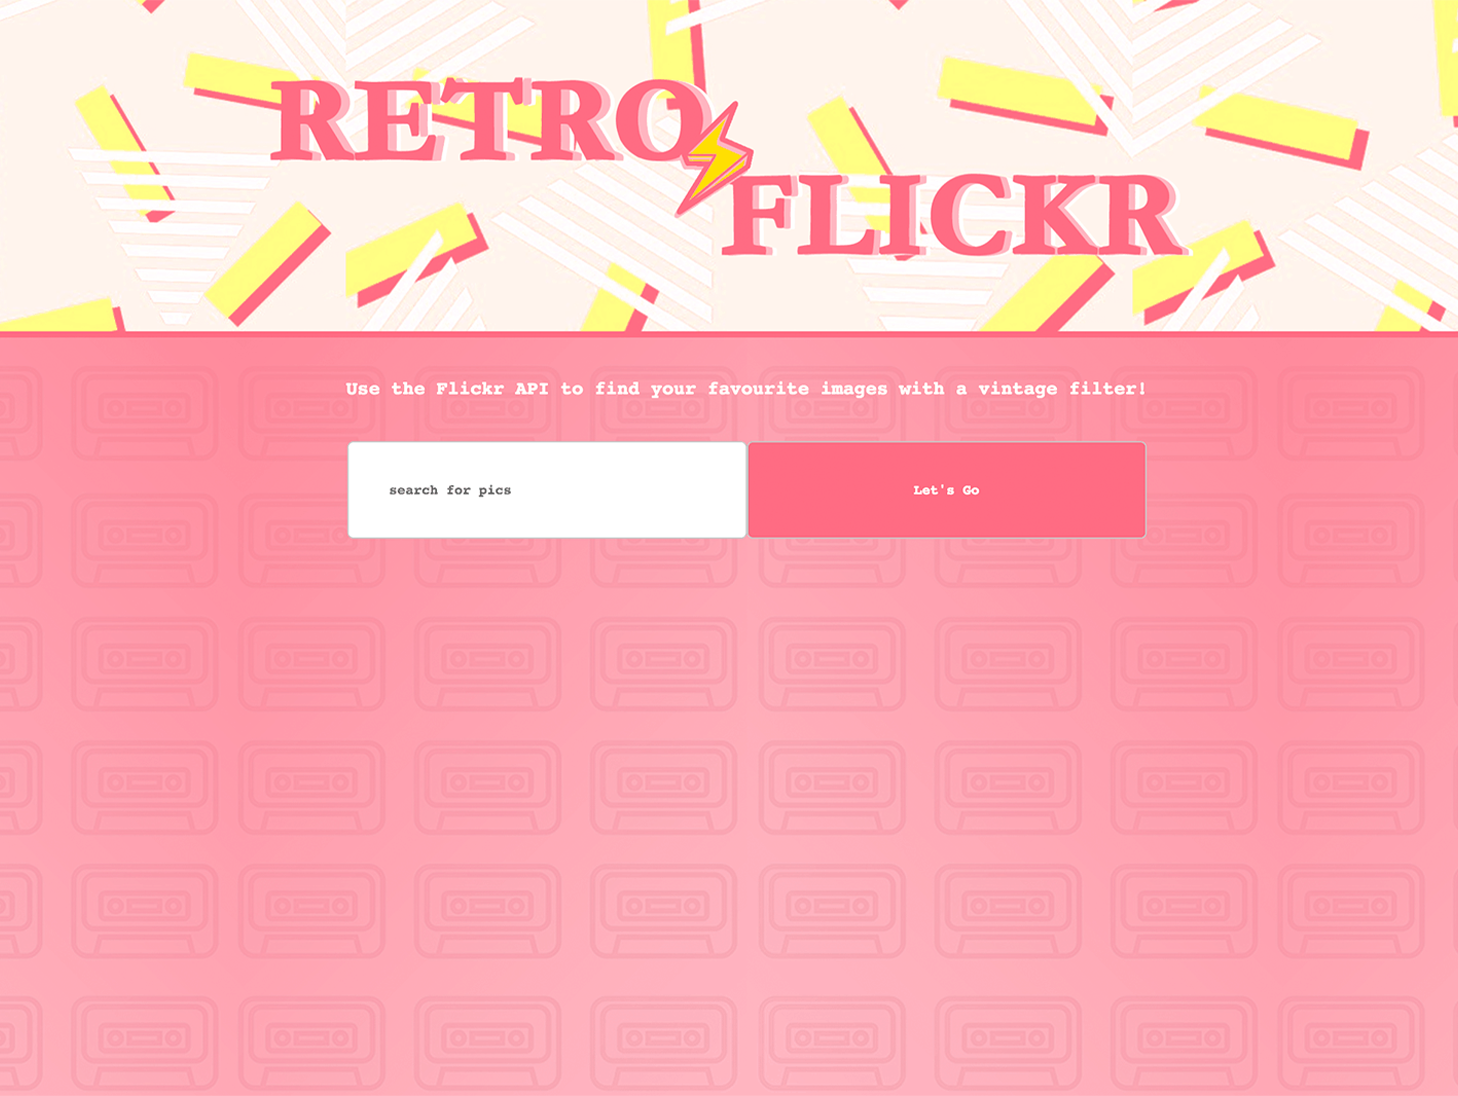 RETRO
FLICKR
Use the Flickr API to find your favourite images with a vintage filter!
search for pics
Let's Go